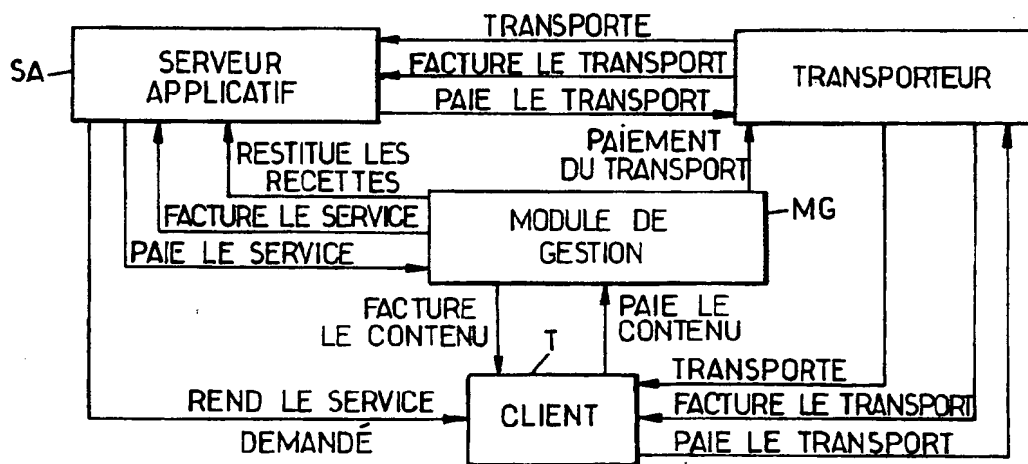 TRANSPORTE
SA
SERVEUR
APPLICATIF
FACTURE LE TRANSPORT
TRANSPORTEUR
PAIE LE TRANSPORT
RESTITUE LES
RECETTES
PAIEMENT
DU TRANSPORT
FACTURE LE SERVICE
MODULE DE
GESTION
MG
PAIE LE SERVICE
FACTURE
LE CONTENU
PAIE LE
CONTENU
T
TRANSPORTE
REND LE SERVICE
DEMANDÉ
CLIENT
FACTURE LE TRANSPORT
PAIE LE TRANSPORT